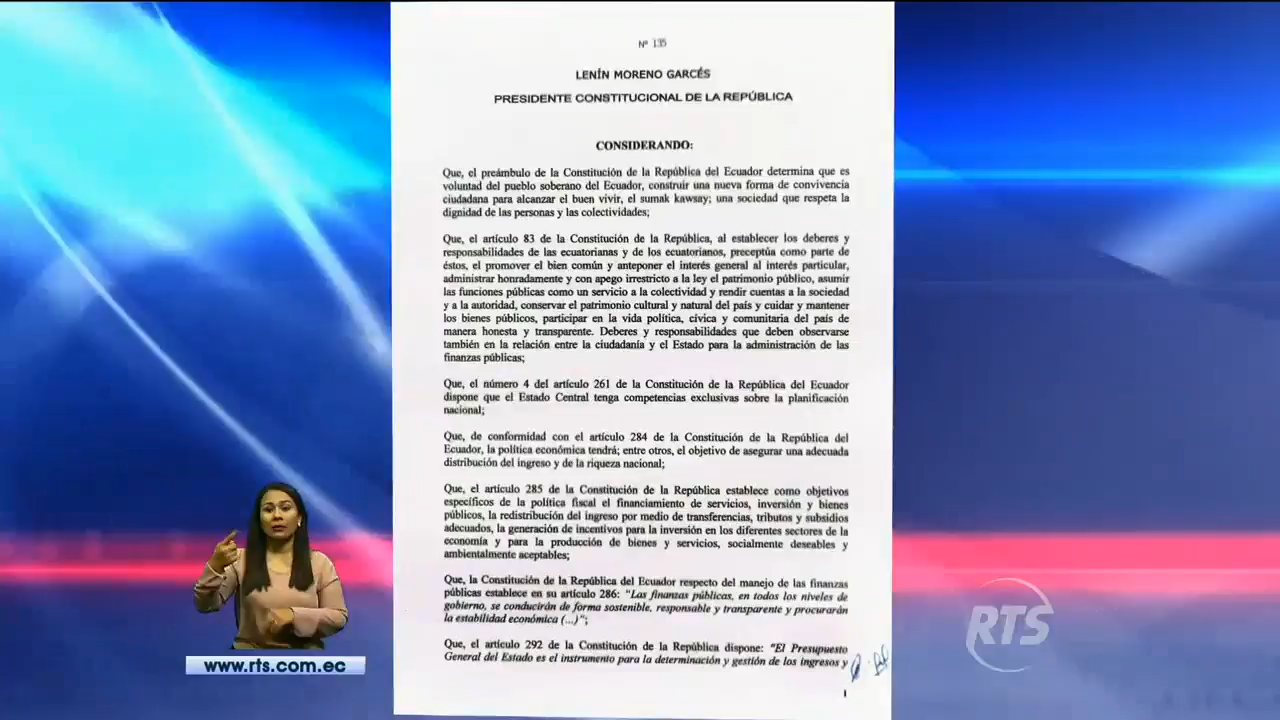 Nº 135
LENÍN MORENO GARCÉS
PRESIDENTE CONSTITUCIONAL DE LA REPÚBLICA
CONSIDERANDO:
Que, el preámbulo de la Constitución de la República del Ecuador determina que es
voluntad del pueblo soberano del Ecuador, construir una nueva forma de convivencia
ciudadana para alcanzar el buen vivir, el sumak kawsay; una sociedad que respeta la
dignidad de las personas y las colectividades;
Que, el artículo 83 de la Constitución de la República, al establecer los deberes y
responsabilidades de las ecuatorianas y de los ecuatorianos, preceptúa como parte de
éstos, el promover el bien común y anteponer el interés general al interés particular,
administrar honradamente y con apego irrestricto a la ley el patrimonio público, asumir
las funciones públicas como un servicio a la colectividad y rendir cuentas a la sociedad
y a la autoridad, conservar el patrimonio cultural y natural del país y cuidar y mantener
los bienes públicos, participar en la vida política, cívica y comunitaria del país de
manera honesta y transparente. Deberes y responsabilidades que deben observarse
también en la relación entre la ciudadanía y el Estado para la administración de las
finanzas públicas;
Que, el número 4 del artículo 261 de la Constitución de la República del Ecuador
dispone que el Estado Central tenga competencias exclusivas sobre la planificación
nacional;
Que, de conformidad con el artículo 284 de la Constitución de la República del
Ecuador, la política económica tendrá; entre otros, el objetivo de asegurar una adecuada
distribución del ingreso y de la riqueza nacional;
Que, el artículo 285 de la Constitución de la República establece como objetivos
específicos de la política fiscal el financiamiento de servicios, inversión y bienes
públicos, la redistribución del ingreso por medio de transferencias, tributos y subsidios
adecuados, la generación de incentivos para la inversión en los diferentes sectores de la
economía y para la producción de bienes y servicios, socialmente deseables y
ambientalmente aceptables;
Que, la Constitución de la República del Ecuador respecto del manejo de las finanzas
públicas establece en su artículo 286: "Las finanzas públicas, en todos los niveles de
gobierno, se conducirán de forma sostenible, responsable y transparente y procurarán
la estabilidad económica (...)";
Que, el artículo 292 de la Constitución de la República dispone: "El Presupuesto
General del Estado es el instrumento para la determinación y gestión de los ingresos y
RTS
www.rts.com.ec